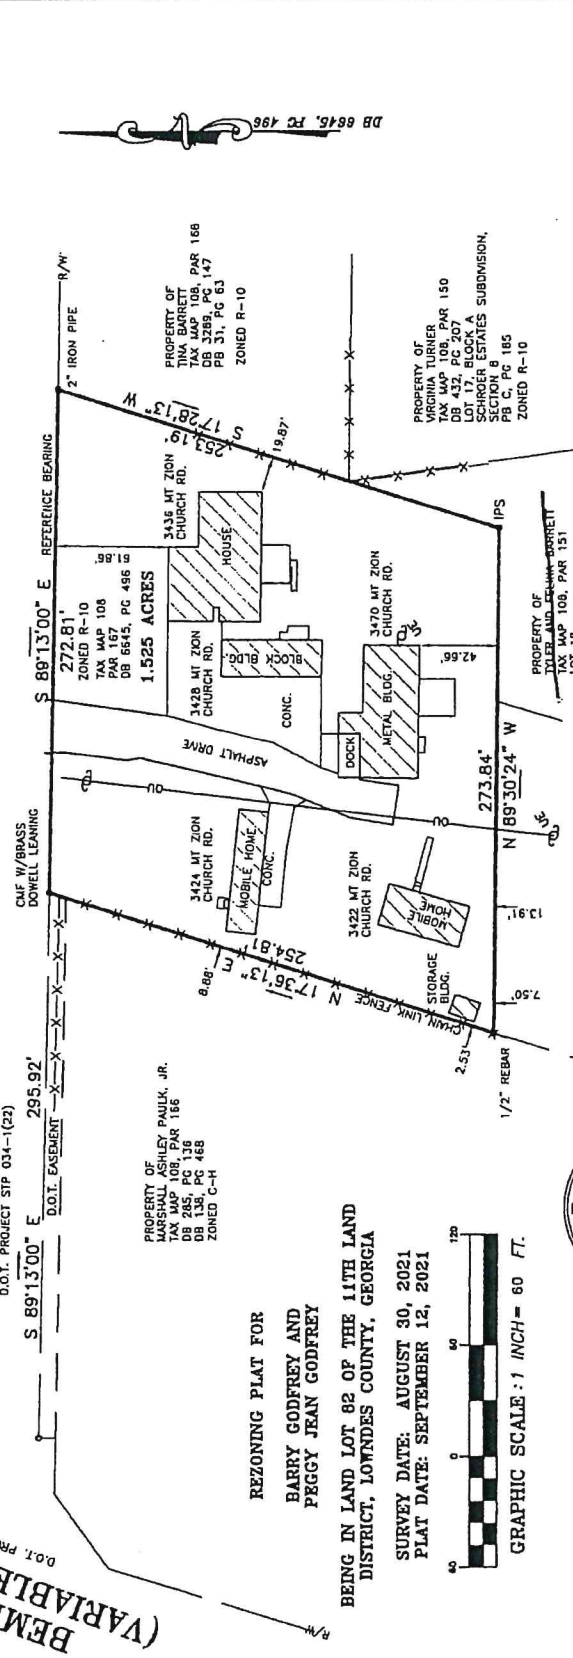 DB 6645, PG 496
R/W
2" IRON PIPE
PROPERTY OF
TINA BARRETT
TAX MAP 108, PAR 168
DB 3289, PG 147
PB 31, PG 63
ZONED R-10
PROPERTY OF
VIRGINIA TURNER
TAX MAP 108, PAR 150
DB 432, PG 207
LOT 17, BLOCK A
SCHROER ESTATES SUBDIVISION,
SECTION B
PB C, PG 185
ZONED R-10
S 89°13'00" E
REFERENCE BEARING
272.81'
ZONED R-10
TAX MAP 108
PAR 167
DB 6645, PG 496
1.525 ACRES
61.86'
S 17°28'13" W
253.19'
19.87'
3436 MT ZION
CHURCH RD.
HOUSE
3428 MT ZION
CHURCH RD.
BLOCK BLDG.
CONC.
3470 MT ZION
CHURCH RD.
METAL BLDG.
DOCK
42.66'
IPS
PROPERTY OF
TYLER AND BARRETT
TAX MAP 108, PAR 151
ASPHALT DRIVE
OU
OU
273.84'
N 89°30'24" W
CMF W/BRASS
DOWELL LEANING
3424 MT ZION
CHURCH RD.
MOBILE HOME
CONC.
3422 MT ZION
CHURCH RD.
MOBILE
HOME
STORAGE
BLDG.
13.91'
7.50'
2.53'
8.88'
254.81'
N 17°36'13" E
CHAIN LINK FENCE
1/2" REBAR
D.O.T. PROJECT STP 034-1(22)
S 89°13'00" E
295.92'
D.O.T. EASEMENT
PROPERTY OF
MARSHALL ASHLEY PAULK, JR.
TAX MAP 108, PAR 166
DB 285, PG 136
DB 138, PG 468
ZONED C-H
REZONING PLAT FOR
BARRY GODFREY AND
PEGGY JEAN GODFREY
BEING IN LAND LOT 82 OF THE 11TH LAND
DISTRICT, LOWNDES COUNTY, GEORGIA
SURVEY DATE: AUGUST 30, 2021
PLAT DATE: SEPTEMBER 12, 2021
60 0 60 120
GRAPHIC SCALE : 1 INCH = 60 FT.
D.O.T. PR
BEMI
(VARIABL
R/W